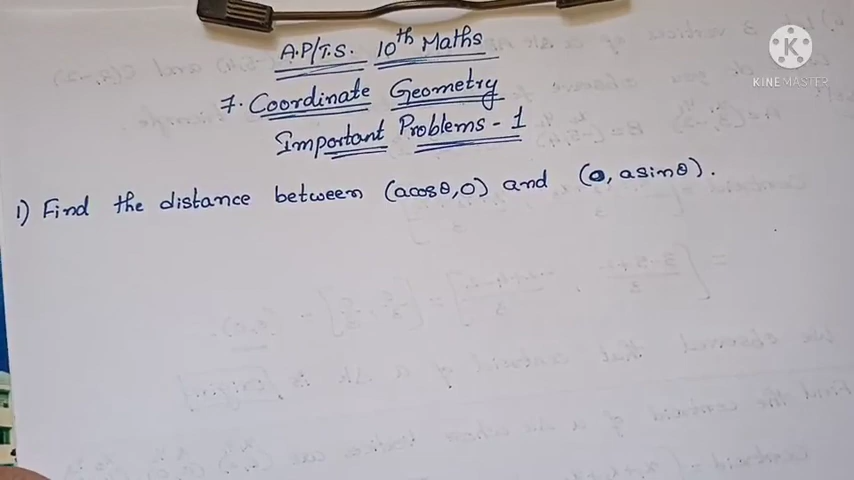 A.P/T.S. 10th Maths
7. Coordinate Geometry
Important Problems - 1
1) Find the distance between (acosθ, 0) and (0, asinθ).
KINEMASTER